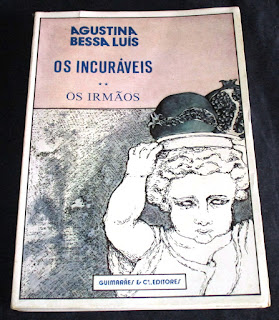 AGUSTINA
BESSA LUÍS
OS INCURÁVEIS
**
OS IRMÃOS
GUIMARÃES & Cª. EDITORES